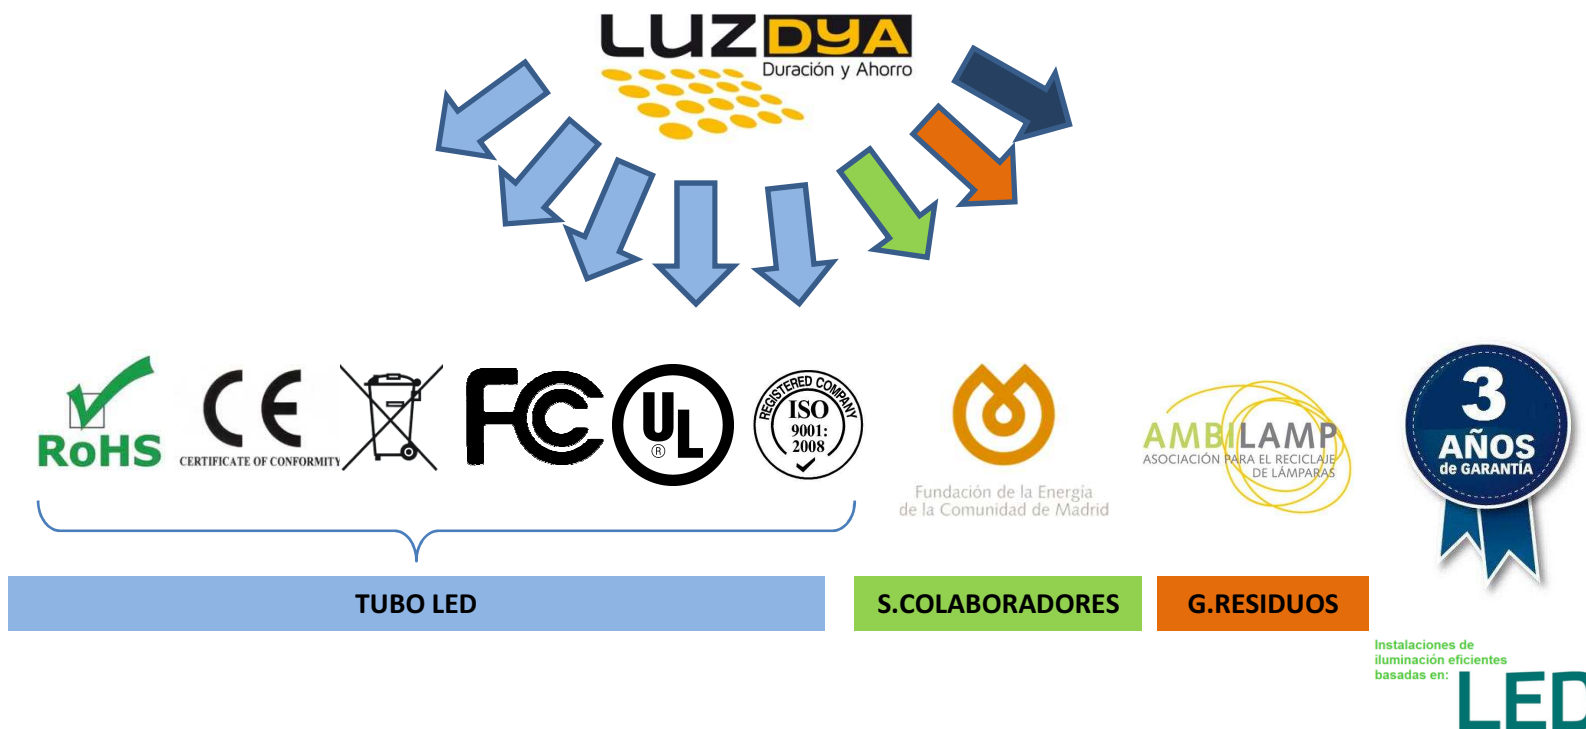 LUZDYA
Duración y Ahorro
RoHS
CE
CERTIFICATE OF CONFORMITY
FC
UL
®
REGISTERED COMPANY
ISO
9001:
2008
Fundación de la Energía
de la Comunidad de Madrid
AMBILAMP
ASOCIACIÓN PARA EL RECICLAJE
DE LÁMPARAS
3
AÑOS
de GARANTÍA
TUBO LED
S.COLABORADORES
G.RESIDUOS
Instalaciones de
iluminación eficientes
basadas en:
LED